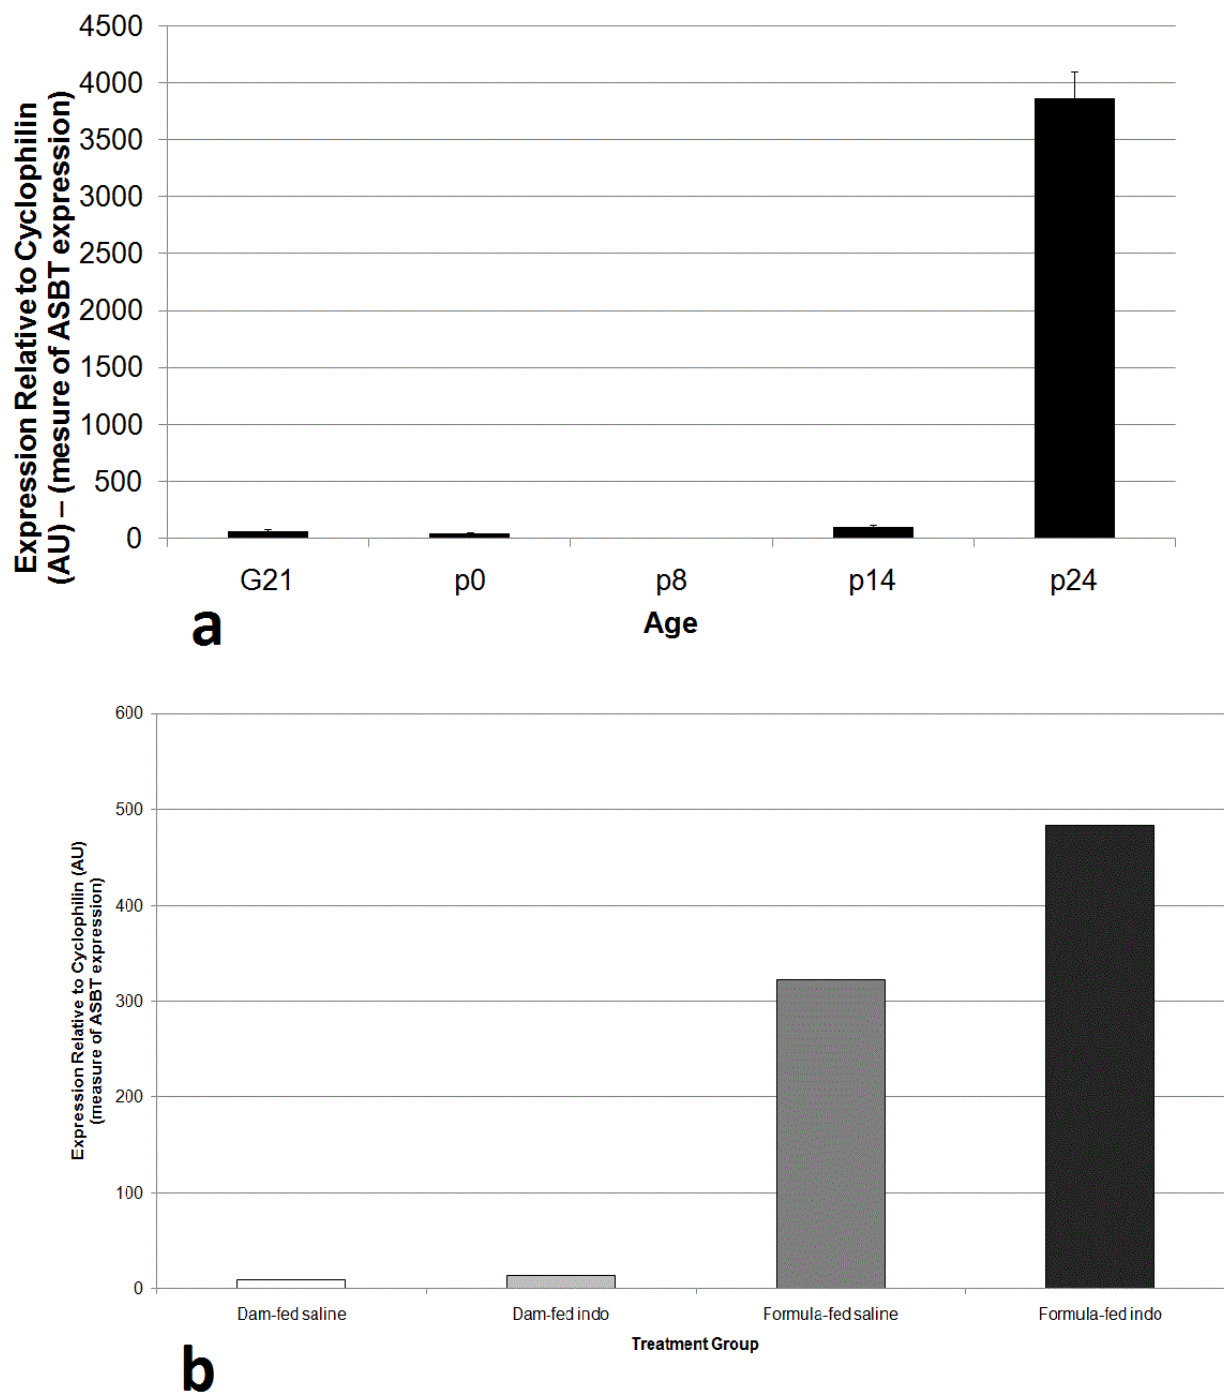 4500
4000
3500
3000
2500
2000
1500
1000
500
0
Expression Relative to Cyclophilin
(AU) – (mesure of ASBT expression)
G21 p0 p8 p14 p24
Age
a
600
500
400
300
200
100
0
Expression Relative to Cyclophilin (AU)
(measure of ASBT expression)
Dam-fed saline Dam-fed indo Formula-fed saline Formula-fed indo
Treatment Group
b